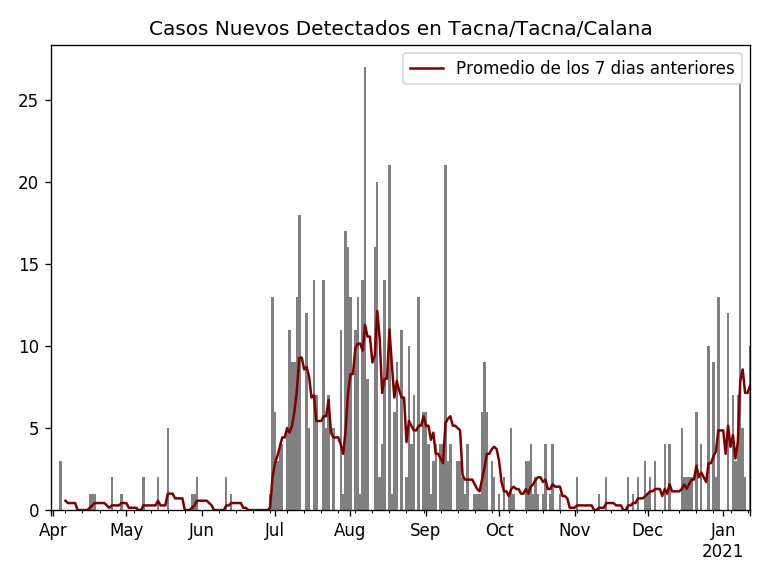 Casos Nuevos Detectados en Tacna/Tacna/Calana
Promedio de los 7 dias anteriores
25
20
15
10
5
0
Apr May Jun Jul Aug Sep Oct Nov Dec Jan
2021